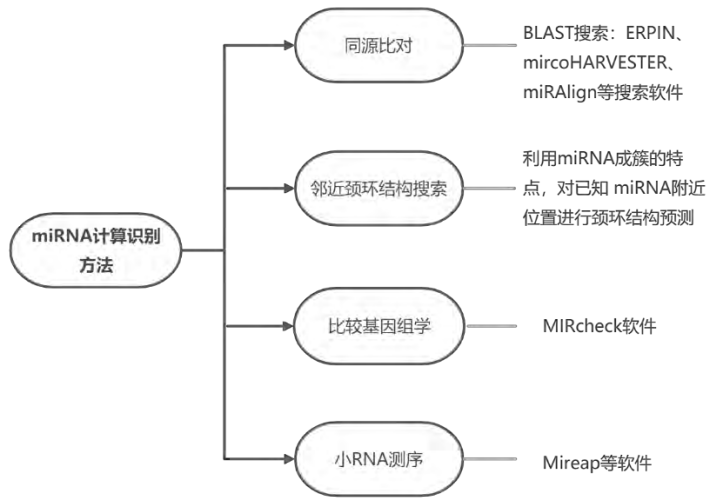 miRNA计算识别
方法
同源比对
BLAST搜索：ERPIN、
mircoHARVESTER、
miRAlign等搜索软件
邻近颈环结构搜索
利用miRNA成簇的特
点，对已知 miRNA附近
位置进行颈环结构预测
比较基因组学
MIRcheck软件
小RNA测序
Mireap等软件